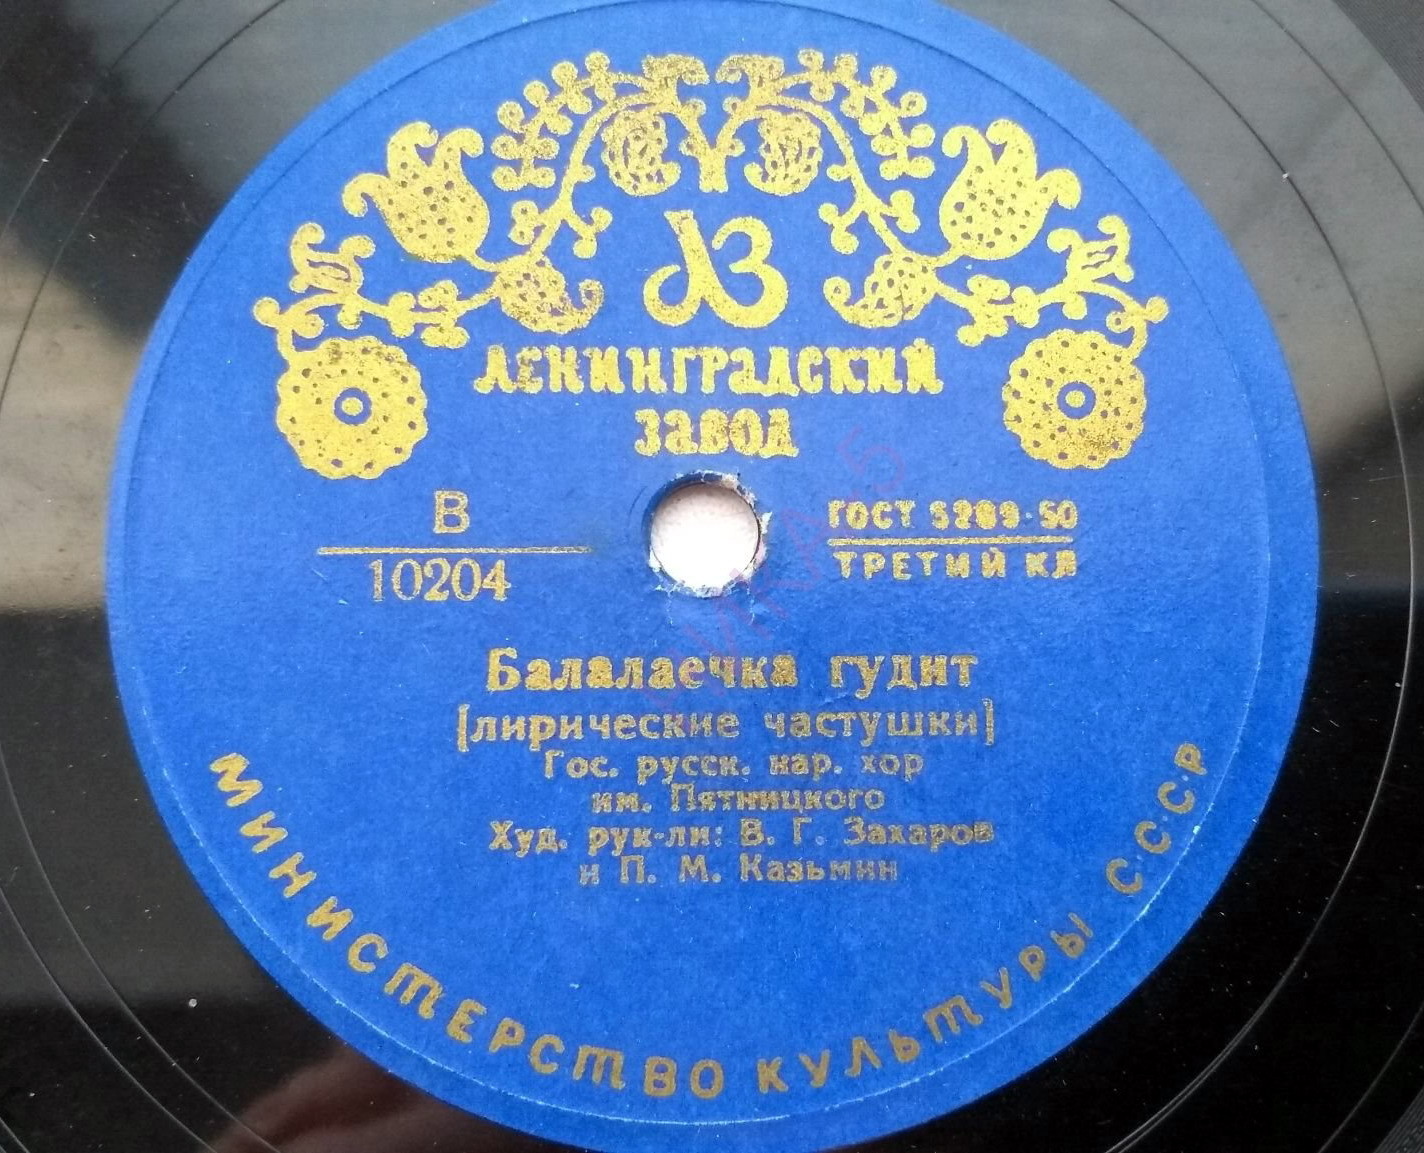 ЛЗ
ЛЕНИНГРАДСКИЙ
ЗАВОД
В
10204
ГОСТ 5289-50
ТРЕТИЙ КЛ
Балалаечка гудит
[лирические частушки]
Гос. русск. нар. хор
им. Пятницкого
Худ. рук-ли: В. Г. Захаров
и П. М. Казьмин
МИНИСТЕРСТВО КУЛЬТУРЫ С·С·С·Р